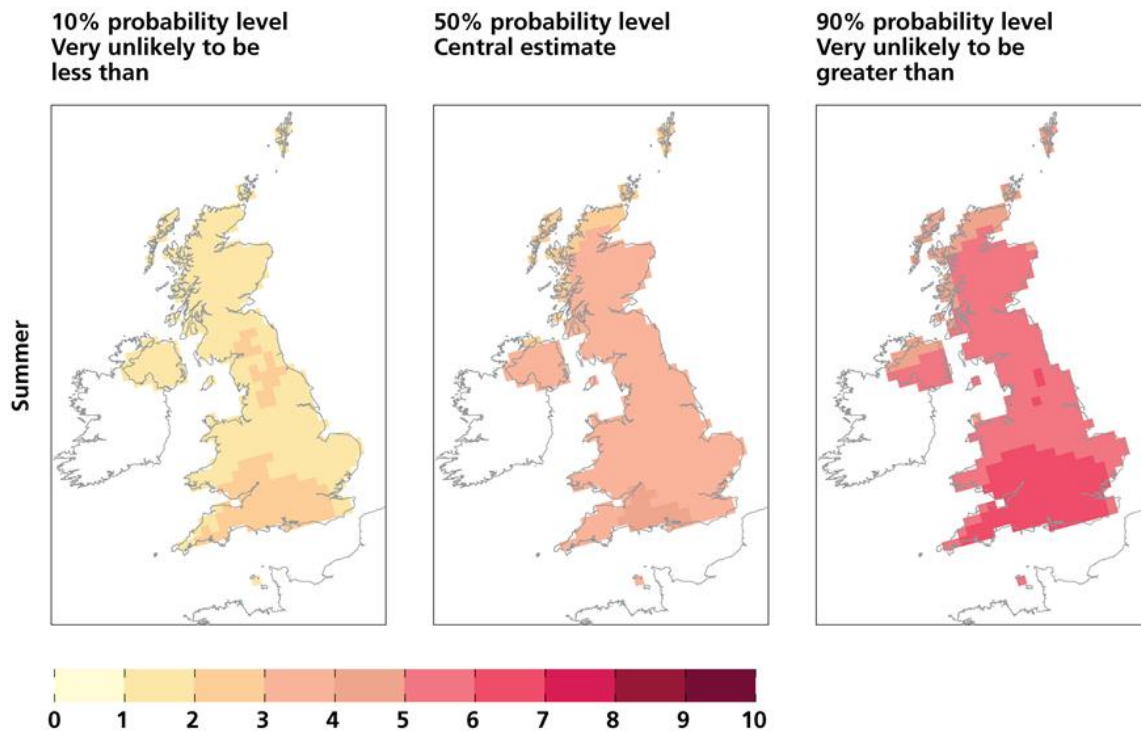 10% probability level
Very unlikely to be
less than
50% probability level
Central estimate
90% probability level
Very unlikely to be
greater than
Summer
0 1 2 3 4 5 6 7 8 9 10